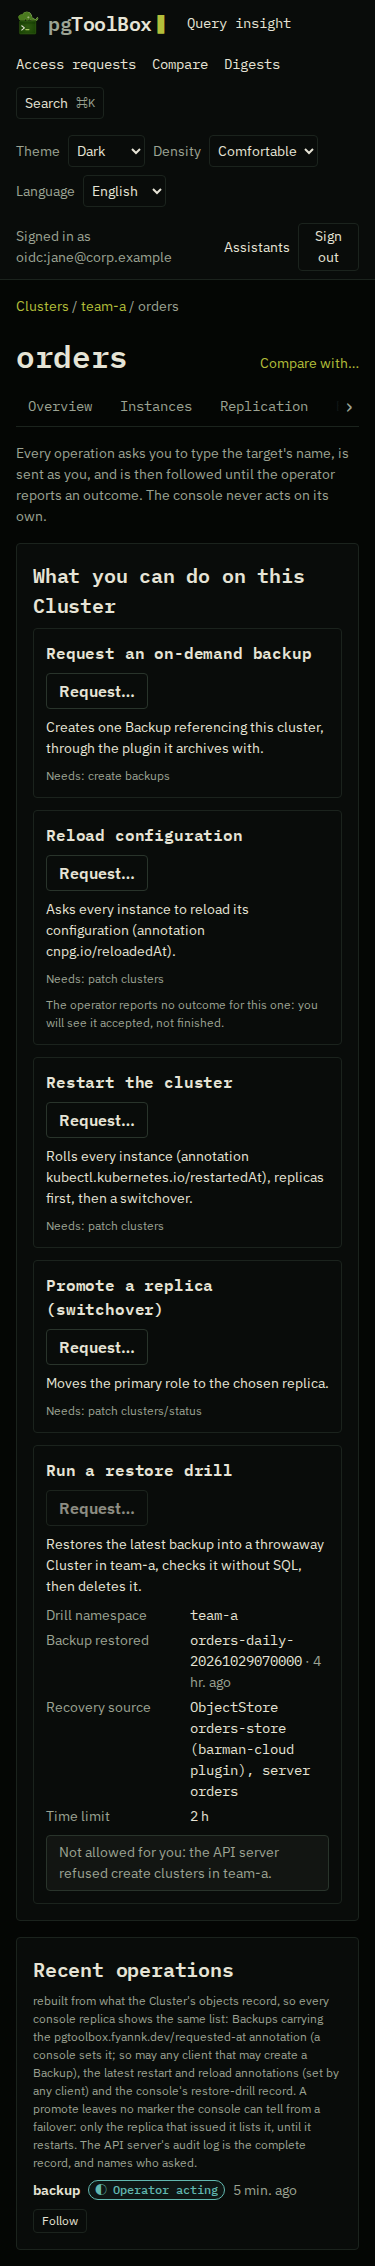 pgToolBox Query insight
Access requests Compare Digests
Search ⌘K
Theme Dark Density Comfortable
Language English
Signed in as
oidc:jane@corp.example
Assistants
Sign
out
Clusters / team-a / orders
orders
Compare with...
Overview Instances Replication ›
Every operation asks you to type the target's name, is
sent as you, and is then followed until the operator
reports an outcome. The console never acts on its
own.
What you can do on this
Cluster
Request an on-demand backup
Request...
Creates one Backup referencing this cluster,
through the plugin it archives with.
Needs: create backups
Reload configuration
Request...
Asks every instance to reload its
configuration (annotation
cnpg.io/reloadedAt).
Needs: patch clusters
The operator reports no outcome for this one: you
will see it accepted, not finished.
Restart the cluster
Request...
Rolls every instance (annotation
kubectl.kubernetes.io/restartedAt), replicas
first, then a switchover.
Needs: patch clusters
Promote a replica
(switchover)
Request...
Moves the primary role to the chosen replica.
Needs: patch clusters/status
Run a restore drill
Request...
Restores the latest backup into a throwaway
Cluster in team-a, checks it without SQL,
then deletes it.
Drill namespace team-a
Backup restored orders-daily-
20261029070000 · 4
hr. ago
Recovery source ObjectStore
orders-store
(barman-cloud
plugin), server
orders
Time limit 2 h
Not allowed for you: the API server
refused create clusters in team-a.
Recent operations
rebuilt from what the Cluster's objects record, so every
console replica shows the same list: Backups carrying
the pgtoolbox.fyannk.dev/requested-at annotation (a
console sets it; so may any client that may create a
Backup), the latest restart and reload annotations (set by
any client) and the console's restore-drill record. A
promote leaves no marker the console can tell from a
failover: only the replica that issued it lists it, until it
restarts. The API server's audit log is the complete
record, and names who asked.
backup Operator acting 5 min. ago
Follow